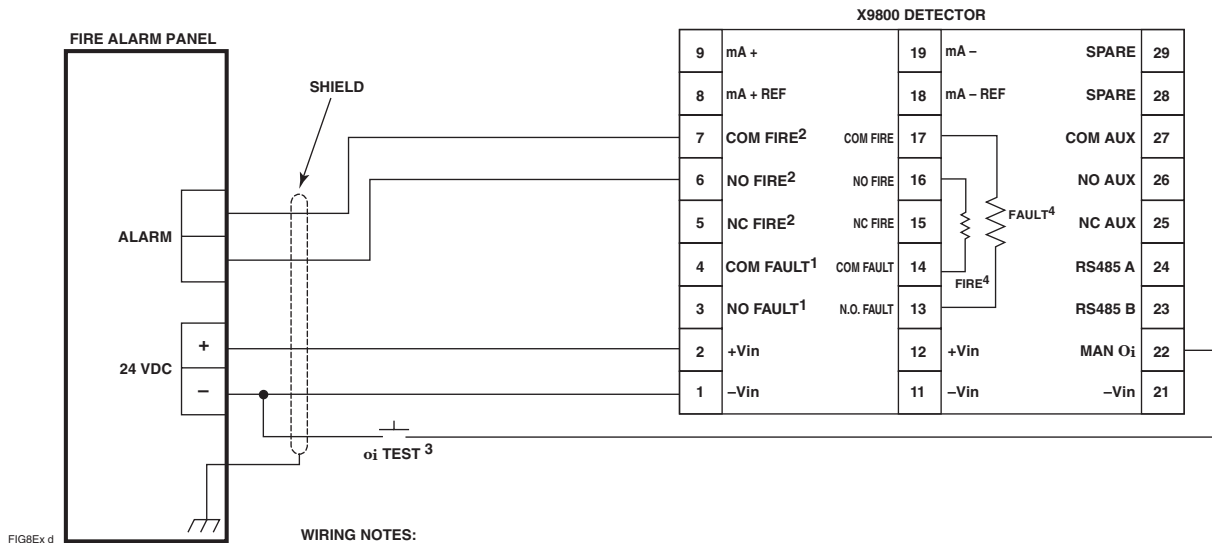 X9800 DETECTOR
FIRE ALARM PANEL
SHIELD
ALARM
24 VDC
+
–
9 mA + 19 mA – SPARE 29
8 mA + REF 18 mA – REF SPARE 28
7 COM FIRE2 COM FIRE 17 COM AUX 27
6 NO FIRE2 NO FIRE 16 NO AUX 26
5 NC FIRE2 NC FIRE 15 FAULT4 NC AUX 25
4 COM FAULT1 COM FAULT 14 FIRE4 RS485 A 24
3 NO FAULT1 N.O. FAULT 13 RS485 B 23
2 +Vin 12 +Vin MAN Oi 22
1 –Vin 11 –Vin –Vin 21
oi TEST 3
FIG8Ex d
WIRING NOTES: